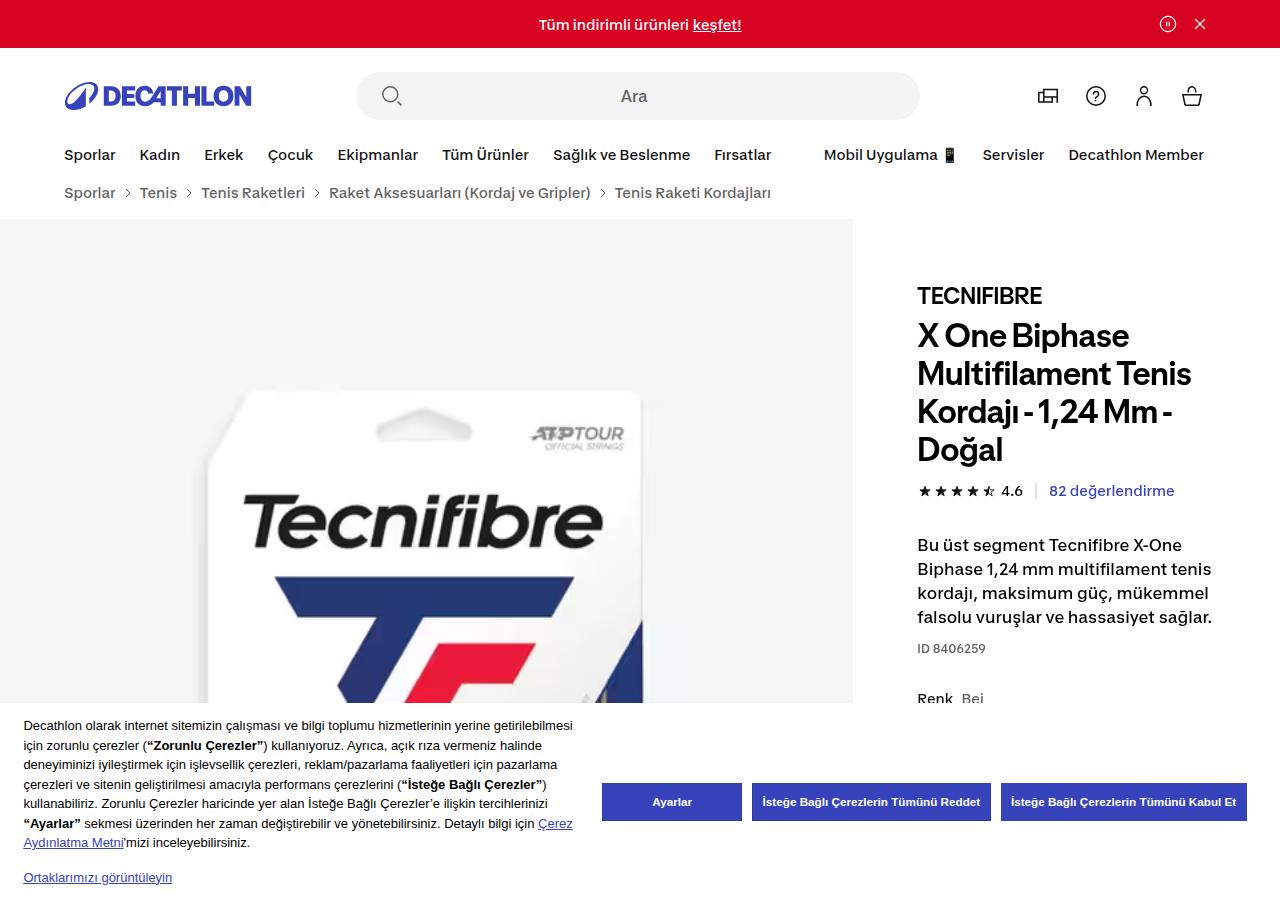 Tüm indirimli ürünleri keşfet!
DECATHLON
Ara
Sporlar Kadın Erkek Çocuk Ekipmanlar Tüm Ürünler Sağlık ve Beslenme Fırsatlar Mobil Uygulama 📱 Servisler Decathlon Member
Sporlar > Tenis > Tenis Raketleri > Raket Aksesuarları (Kordaj ve Gripler) > Tenis Raketi Kordajları
ATP TOUR
OFFICIAL STRINGS
Tecnifibre
TECNIFIBRE
X One Biphase
Multifilament Tenis
Kordajı - 1,24 Mm -
Doğal
4.6 82 değerlendirme
Bu üst segment Tecnifibre X-One
Biphase 1,24 mm multifilament tenis
kordajı, maksimum güç, mükemmel
falsolu vuruşlar ve hassasiyet sağlar.
ID 8406259
Renk Bej
Decathlon olarak internet sitemizin çalışması ve bilgi toplumu hizmetlerinin yerine getirilebilmesi
için zorunlu çerezler (“Zorunlu Çerezler”) kullanıyoruz. Ayrıca, açık rıza vermeniz halinde
deneyiminizi iyileştirmek için işlevsellik çerezleri, reklam/pazarlama faaliyetleri için pazarlama
çerezleri ve sitenin geliştirilmesi amacıyla performans çerezlerini (“İsteğe Bağlı Çerezler”)
kullanabiliriz. Zorunlu Çerezler haricinde yer alan İsteğe Bağlı Çerezler’e ilişkin tercihlerinizi
“Ayarlar” sekmesi üzerinden her zaman değiştirebilir ve yönetebilirsiniz. Detaylı bilgi için Çerez
Aydınlatma Metni'mizi inceleyebilirsiniz.
Ortaklarımızı görüntüleyin
Ayarlar
İsteğe Bağlı Çerezlerin Tümünü Reddet
İsteğe Bağlı Çerezlerin Tümünü Kabul Et